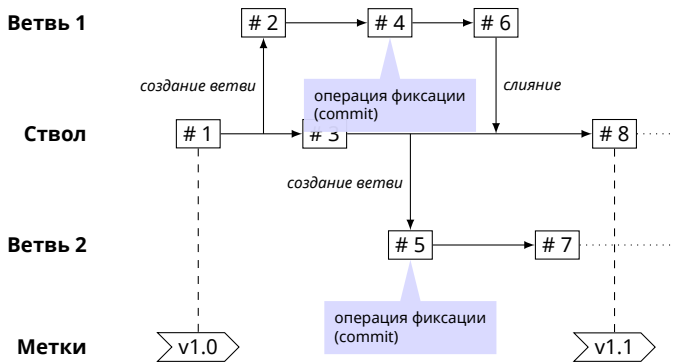 Ветвь 1
# 2
# 4
# 6
создание ветви
операция фиксации
(commit)
слияние
Ствол
# 1
# 3
# 8
создание ветви
Ветвь 2
# 5
# 7
операция фиксации
(commit)
Метки
v1.0
v1.1